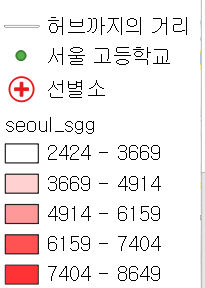 허브까지의 거리
서울 고등학교
선별소
seoul_sgg
2424 - 3669
3669 - 4914
4914 - 6159
6159 - 7404
7404 - 8649